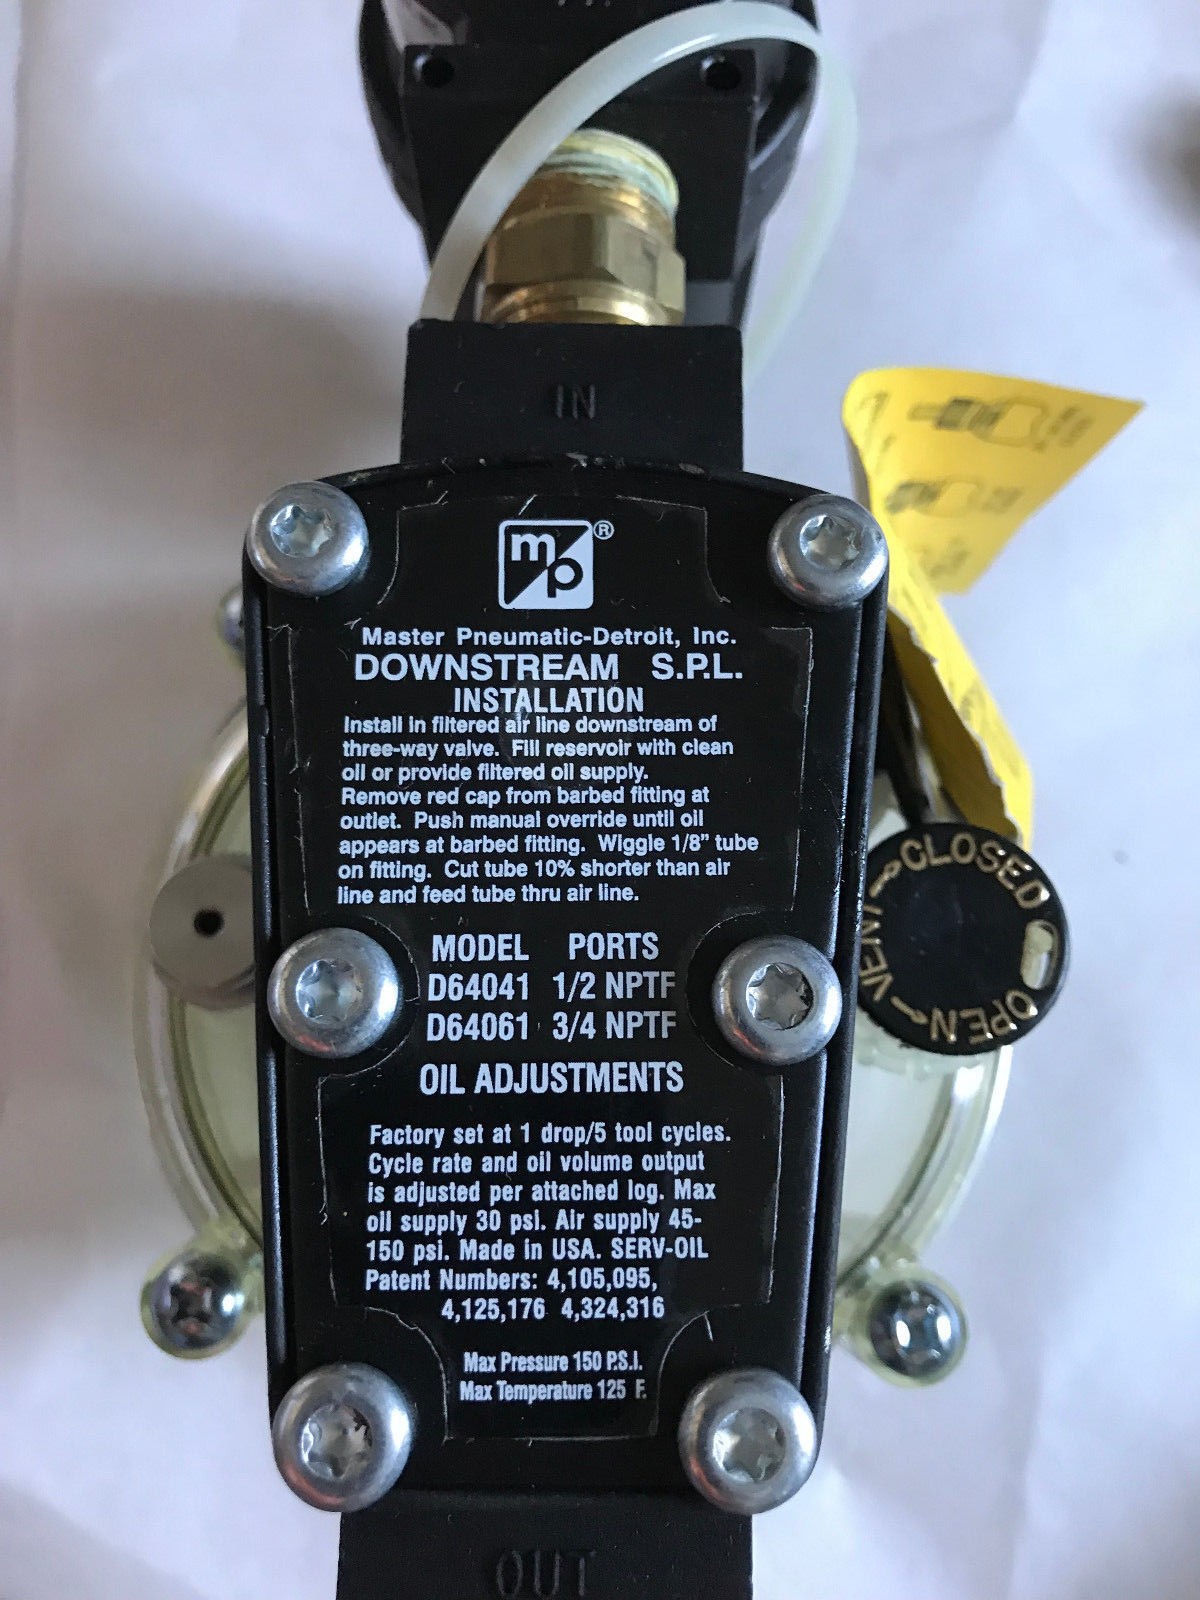 IN
mp®
Master Pneumatic-Detroit, Inc.
DOWNSTREAM S.P.L.
INSTALLATION
Install in filtered air line downstream of
three-way valve. Fill reservoir with clean
oil or provide filtered oil supply.
Remove red cap from barbed fitting at
outlet. Push manual override until oil
appears at barbed fitting. Wiggle 1/8" tube
on fitting. Cut tube 10% shorter than air
line and feed tube thru air line.
MODEL PORTS
D64041 1/2 NPTF
D64061 3/4 NPTF
OIL ADJUSTMENTS
Factory set at 1 drop/5 tool cycles.
Cycle rate and oil volume output
is adjusted per attached log. Max
oil supply 30 psi. Air supply 45-
150 psi. Made in USA. SERV-OIL
Patent Numbers: 4,105,095,
4,125,176 4,324,316
Max Pressure 150 P.S.I.
Max Temperature 125 F.
OUT
CLOSED
OPEN
VENT